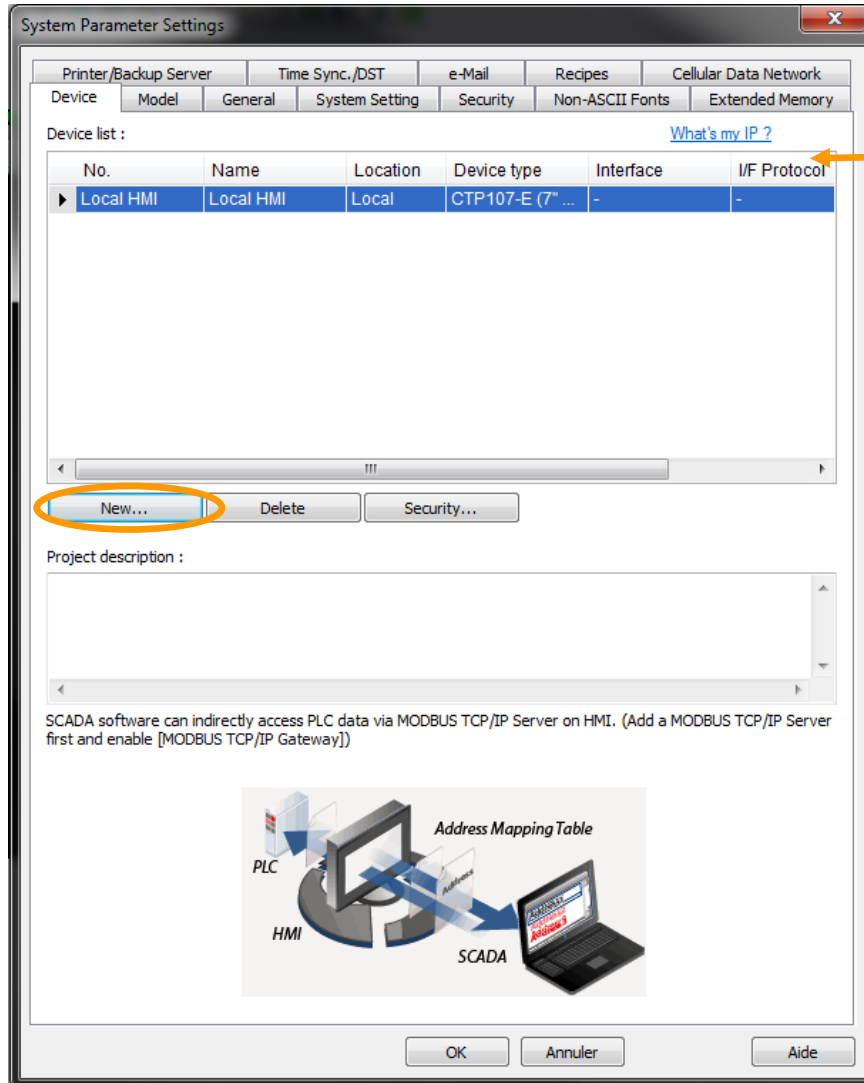 System Parameter Settings
Printer/Backup Server Time Sync./DST e-Mail Recipes Cellular Data Network
Device Model General System Setting Security Non-ASCII Fonts Extended Memory
Device list : What's my IP ?
No. Name Location Device type Interface I/F Protocol
Local HMI Local HMI Local CTP107-E (7" ... - -
New... Delete Security...
Project description :
SCADA software can indirectly access PLC data via MODBUS TCP/IP Server on HMI. (Add a MODBUS TCP/IP Server
first and enable [MODBUS TCP/IP Gateway])
Address Mapping Table
PLC
Address
HMI
SCADA
OK Annuler Aide